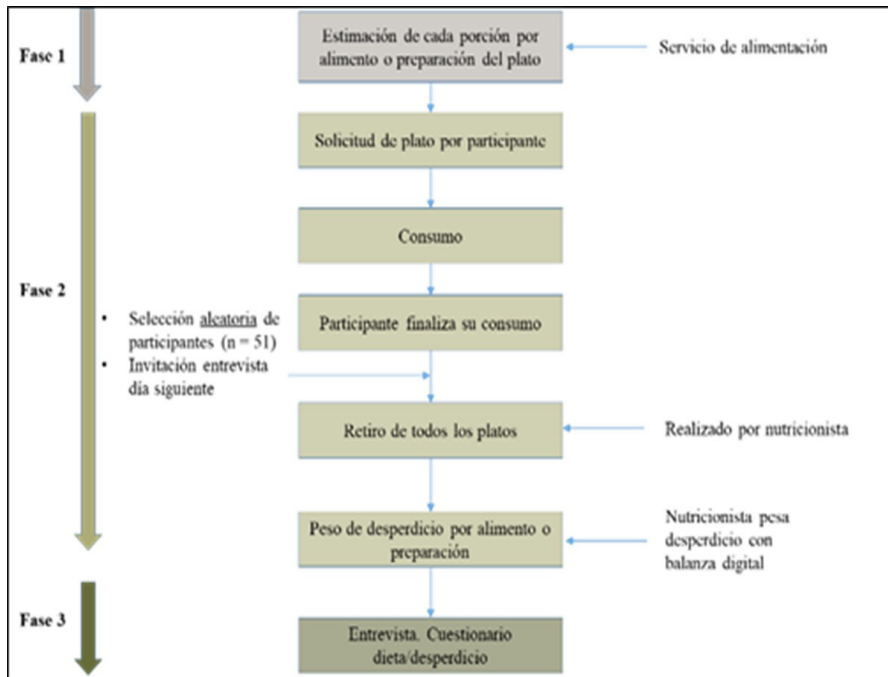 Fase 1
Estimación de cada porción por
alimento o preparación del plato
Servicio de alimentación
Solicitud de plato por participante
Consumo
Fase 2
• Selección aleatoria de
participantes (n = 51)
• Invitación entrevista
día siguiente
Participante finaliza su consumo
Retiro de todos los platos
Realizado por nutricionista
Peso de desperdicio por alimento o
preparación
Nutricionista pesa
desperdicio con
balanza digital
Fase 3
Entrevista. Cuestionario
dieta/desperdicio